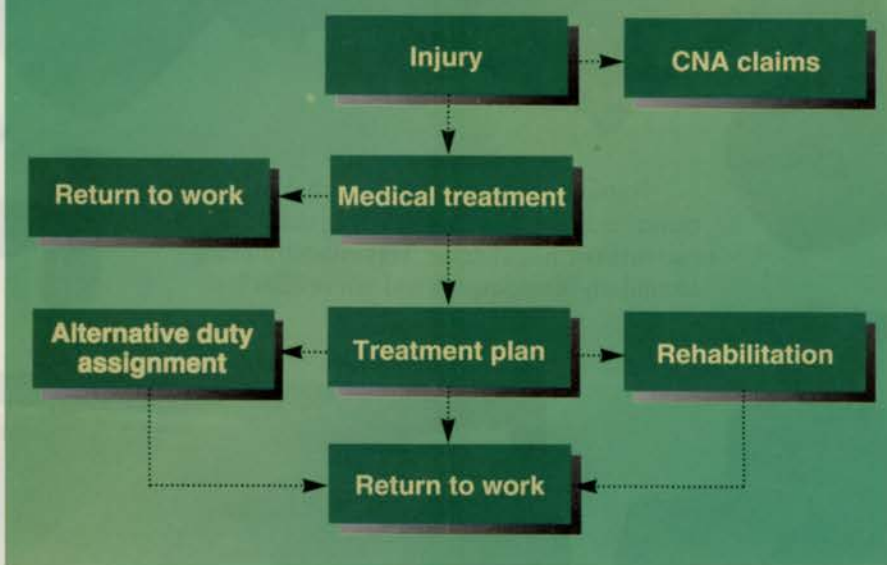 Injury
CNA claims
Return to work
Medical treatment
Alternative duty
assignment
Treatment plan
Rehabilitation
Return to work